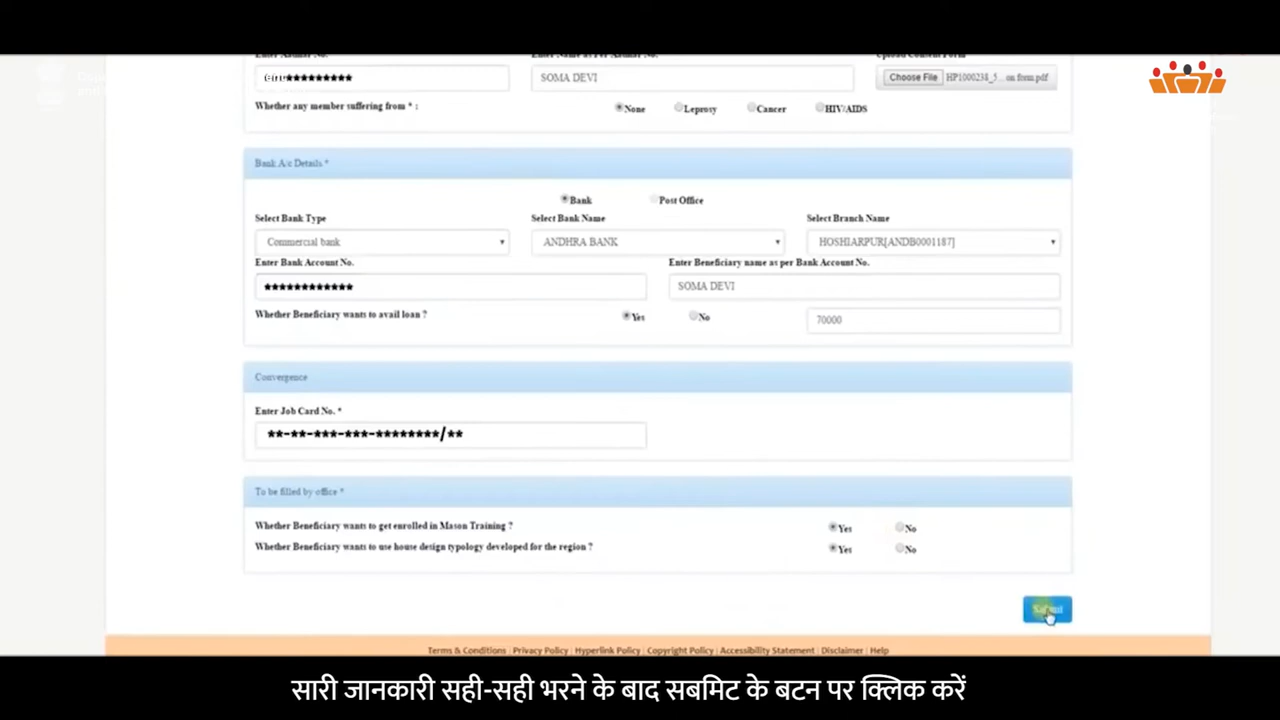 SOMA DEVI
Choose File HP1000238_5... on form.pdf
Whether any member suffering from * :
None Leprosy Cancer HIV/AIDS
Bank A/c Details *
Bank Post Office
Select Bank Type Select Bank Name Select Branch Name
Commercial bank ANDHRA BANK HOSHIARPUR[ANDB0001187]
Enter Bank Account No. Enter Beneficiary name as per Bank Account No.
************ SOMA DEVI
Whether Beneficiary wants to avail loan ? Yes No 70000
Convergence
Enter Job Card No. *
**-**-***-***-********/**
To be filled by office *
Whether Beneficiary wants to get enrolled in Mason Training ? Yes No
Whether Beneficiary wants to use house design typology developed for the region ? Yes No
Submit
Terms & Conditions | Privacy Policy | Hyperlink Policy | Copyright Policy | Accessibility Statement | Disclaimer | Help
सारी जानकारी सही-सही भरने के बाद सबमिट के बटन पर क्लिक करें